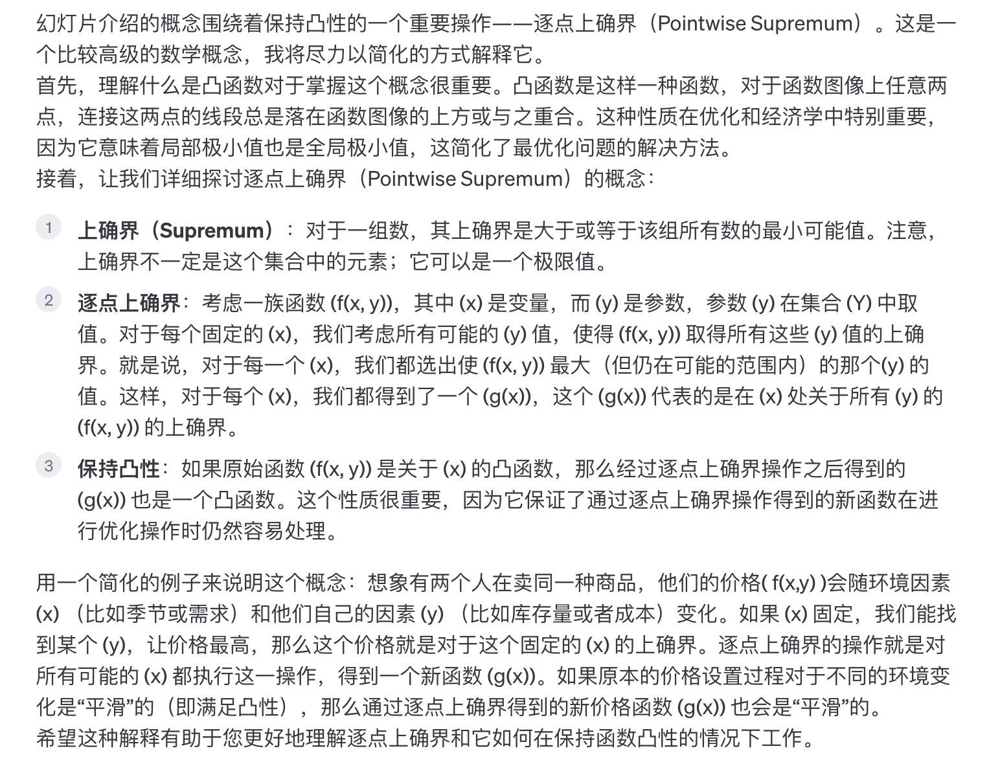 幻灯片介绍的概念围绕着保持凸性的一个重要操作——逐点上确界（Pointwise Supremum）。这是一
个比较高级的数学概念，我将尽力以简化的方式解释它。
首先，理解什么是凸函数对于掌握这个概念很重要。凸函数是这样一种函数，对于函数图像上任意两
点，连接这两点的线段总是落在函数图像的上方或与之重合。这种性质在优化和经济学中特别重要，
因为它意味着局部极小值也是全局极小值，这简化了最优化问题的解决方法。
接着，让我们详细探讨逐点上确界（Pointwise Supremum）的概念：
1 上确界（Supremum）：对于一组数，其上确界是大于或等于该组所有数的最小可能值。注意，
上确界不一定是这个集合中的元素；它可以是一个极限值。
2 逐点上确界：考虑一族函数 (f(x, y))，其中 (x) 是变量，而 (y) 是参数，参数 (y) 在集合 (Y) 中取
值。对于每个固定的 (x)，我们考虑所有可能的 (y) 值，使得 (f(x, y)) 取得所有这些 (y) 值的上确
界。就是说，对于每一个 (x)，我们都选出使 (f(x, y)) 最大（但仍在可能的范围内）的那个(y) 的
值。这样，对于每个 (x)，我们都得到了一个 (g(x))，这个 (g(x)) 代表的是在 (x) 处关于所有 (y) 的
(f(x, y)) 的上确界。
3 保持凸性：如果原始函数 (f(x, y)) 是关于 (x) 的凸函数，那么经过逐点上确界操作之后得到的
(g(x)) 也是一个凸函数。这个性质很重要，因为它保证了通过逐点上确界操作得到的新函数在进
行优化操作时仍然容易处理。
用一个简化的例子来说明这个概念：想象有两个人在卖同一种商品，他们的价格( f(x,y) )会随环境因素
(x) （比如季节或需求）和他们自己的因素 (y) （比如库存量或者成本）变化。如果 (x) 固定，我们能找
到某个 (y)，让价格最高，那么这个价格就是对于这个固定的 (x) 的上确界。逐点上确界的操作就是对
所有可能的 (x) 都执行这一操作，得到一个新函数 (g(x))。如果原本的价格设置过程对于不同的环境变
化是“平滑”的（即满足凸性），那么通过逐点上确界得到的新价格函数 (g(x)) 也会是“平滑”的。
希望这种解释有助于您更好地理解逐点上确界和它如何在保持函数凸性的情况下工作。